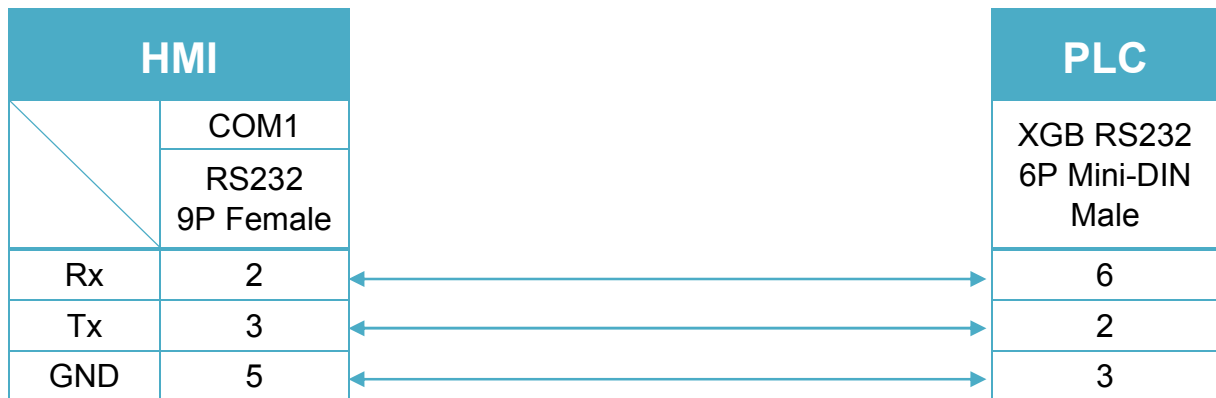 HMI
PLC
COM1
RS232
9P Female
XGB RS232
6P Mini-DIN
Male
Rx 2 6
Tx 3 2
GND 5 3